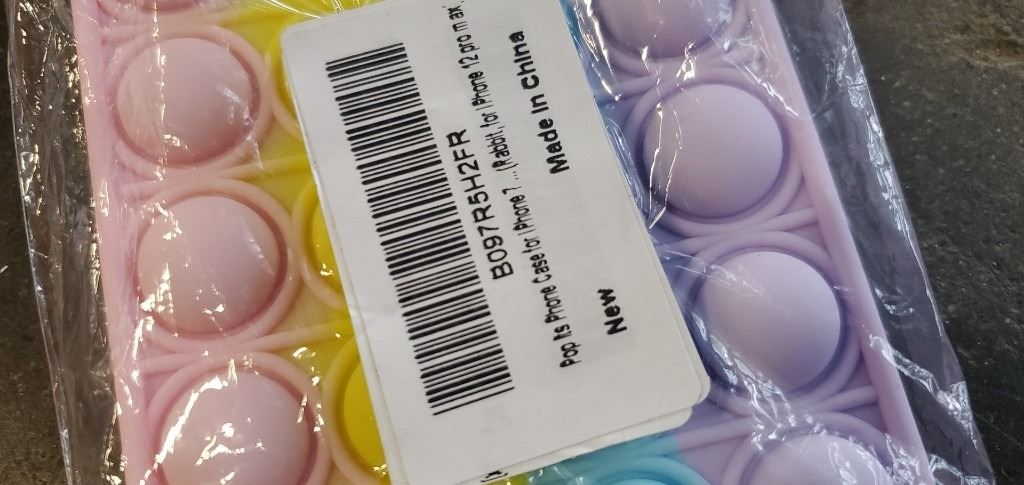 B097R5H2FR
Pop Its Phone Case for iPhone 7 ... (Rabbit, for iPhone 12 pro max,
New
Made In China